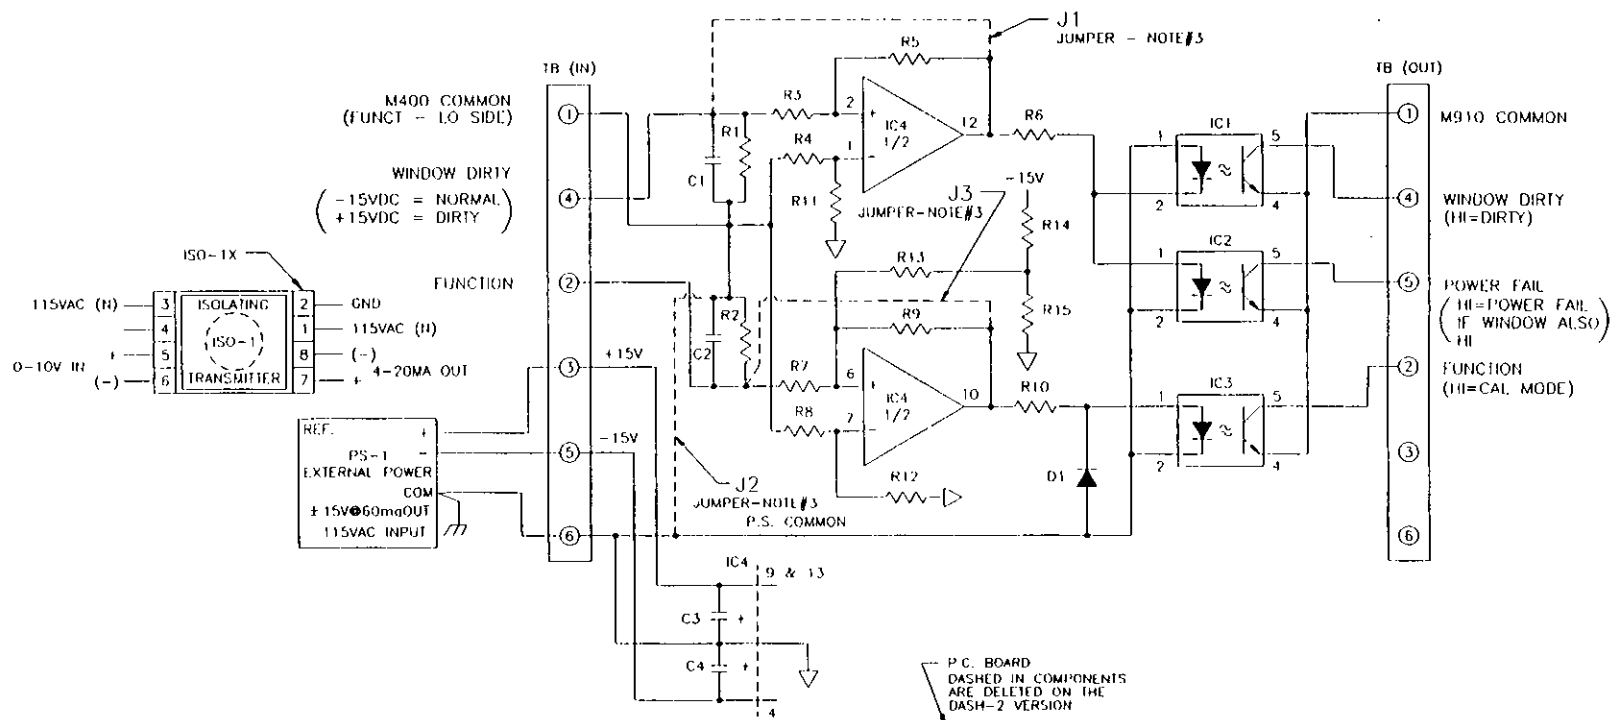 J1
JUMPER - NOTE#3
TB (IN)
TB (OUT)
M400 COMMON
(FUNCT - LO SIDE)
1
WINDOW DIRTY
(-15VDC = NORMAL
+15VDC = DIRTY)
4
FUNCTION
2
+15V
3
-15V
5
6
ISO-1X
115VAC (N)
3
4
+
5
0-10V IN
(-)
6
ISOLATING
ISO-1
TRANSMITTER
2
GND
1
115VAC (N)
8
(-)
4-20MA OUT
7
+
REF.
+
-
PS-1
EXTERNAL POWER
COM
±15V@60maOUT
115VAC INPUT
R5
R3
2
+
IC4
1/2
12
R6
R1
R4
1
-
C1
R11
J3
JUMPER-NOTE#3
-15V
R14
R13
R15
R9
R2
C2
R7
6
+
IC4
1/2
10
R10
R8
7
-
R12
D1
J2
JUMPER-NOTE#3
P.S. COMMON
IC4
9 & 13
C3
+
C4
+
4
IC1
1
5
2
4
IC2
1
5
2
4
IC3
1
5
2
4
1
M910 COMMON
4
WINDOW DIRTY
(HI=DIRTY)
5
POWER FAIL
(HI=POWER FAIL
IF WINDOW ALSO
HI)
2
FUNCTION
(HI=CAL MODE)
3
6
P.C. BOARD
DASHED IN COMPONENTS
ARE DELETED ON THE
DASH-2 VERSION